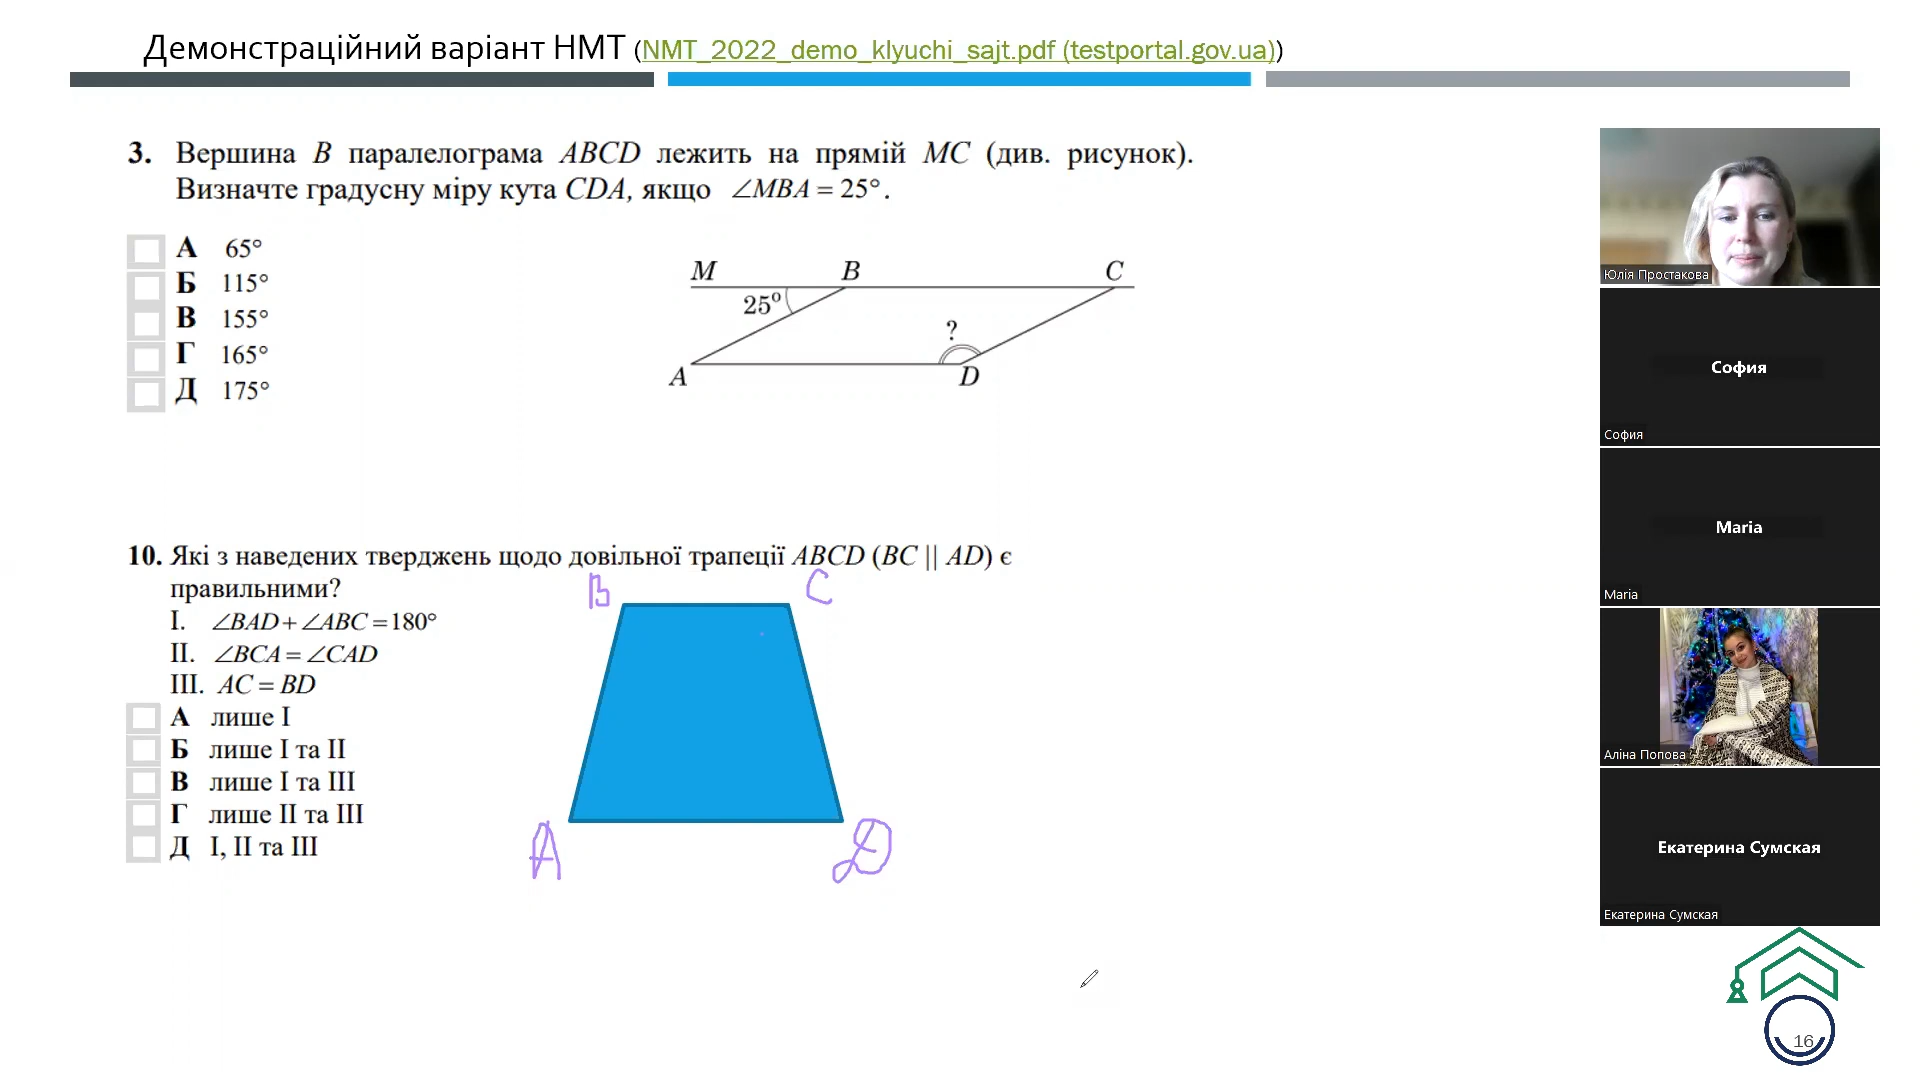 Демонстраційний варіант НМТ (NMT_2022_demo_klyuchi_sajt.pdf (testportal.gov.ua))
3. Вершина B паралелограма ABCD лежить на прямій MC (див. рисунок).
Визначте градусну міру кута CDA, якщо ∠MBA = 25°.
А 65°
Б 115°
В 155°
Г 165°
Д 175°
M B C
25°
?
A D
10. Які з наведених тверджень щодо довільної трапеції ABCD (BC || AD) є
правильними?
I. ∠BAD + ∠ABC = 180°
II. ∠BCA = ∠CAD
III. AC = BD
А лише I
Б лише I та II
В лише I та III
Г лише II та III
Д I, II та III
B C
A D
Юлія Простакова
София
София
Maria
Maria
Аліна Попова
Екатерина Сумская
Екатерина Сумская
16